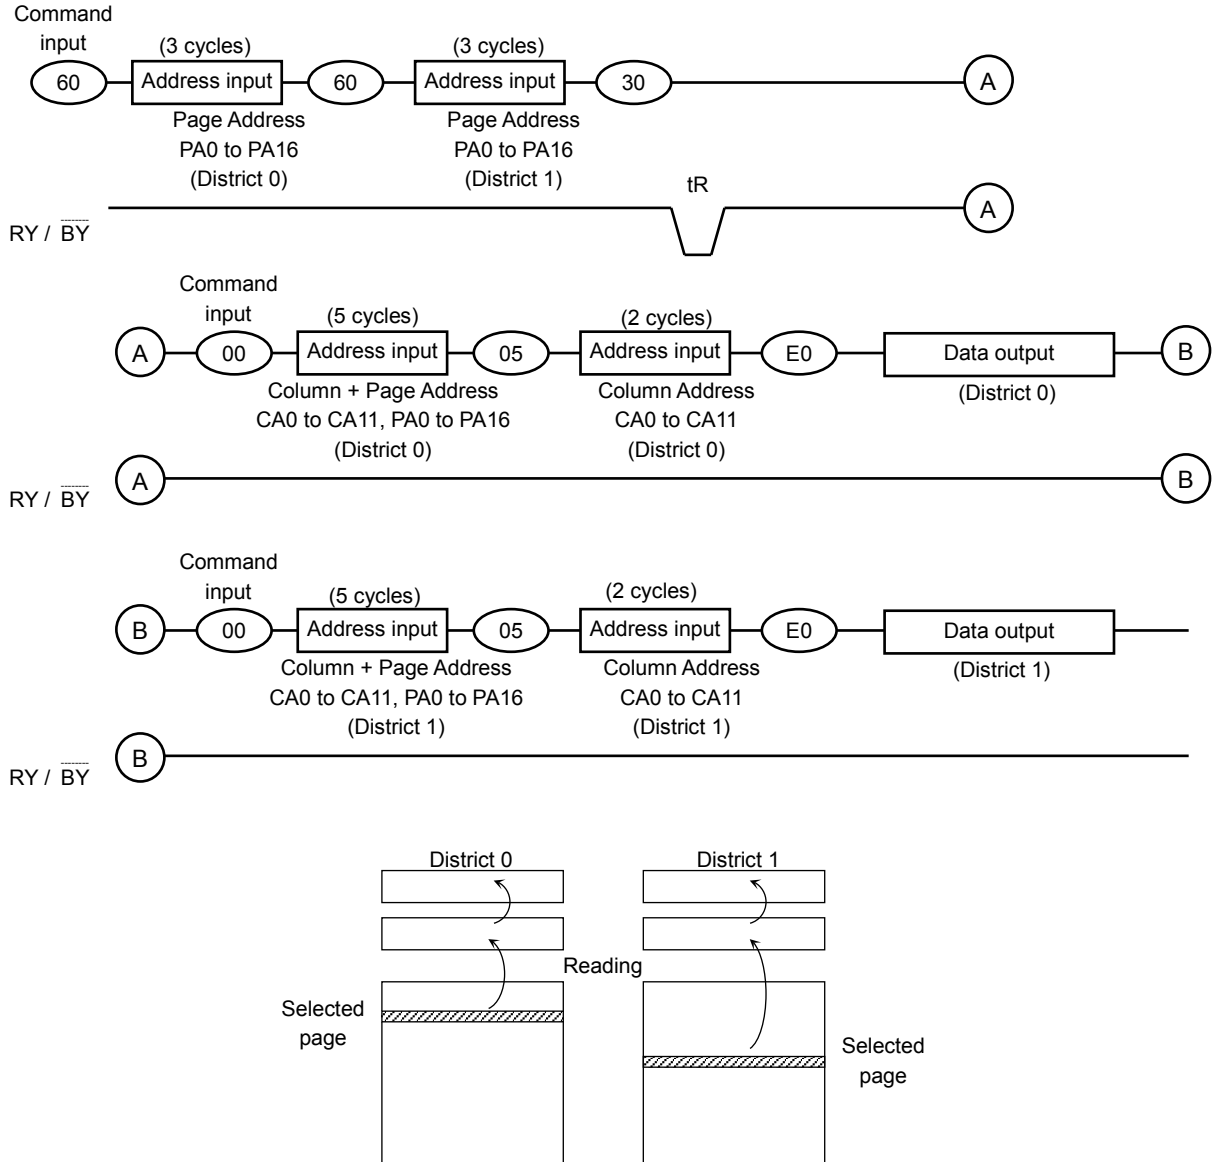 Command
input
(3 cycles)
(3 cycles)
60
Address input
60
Address input
30
A
Page Address
PA0 to PA16
(District 0)
Page Address
PA0 to PA16
(District 1)
tR
RY / BY
A
Command
input
(5 cycles)
(2 cycles)
A
00
Address input
05
Address input
E0
Data output
B
Column + Page Address
CA0 to CA11, PA0 to PA16
(District 0)
Column Address
CA0 to CA11
(District 0)
(District 0)
RY / BY
A
B
Command
input
(5 cycles)
(2 cycles)
B
00
Address input
05
Address input
E0
Data output
Column + Page Address
CA0 to CA11, PA0 to PA16
(District 1)
Column Address
CA0 to CA11
(District 1)
(District 1)
RY / BY
B
District 0
District 1
Reading
Selected
page
Selected
page